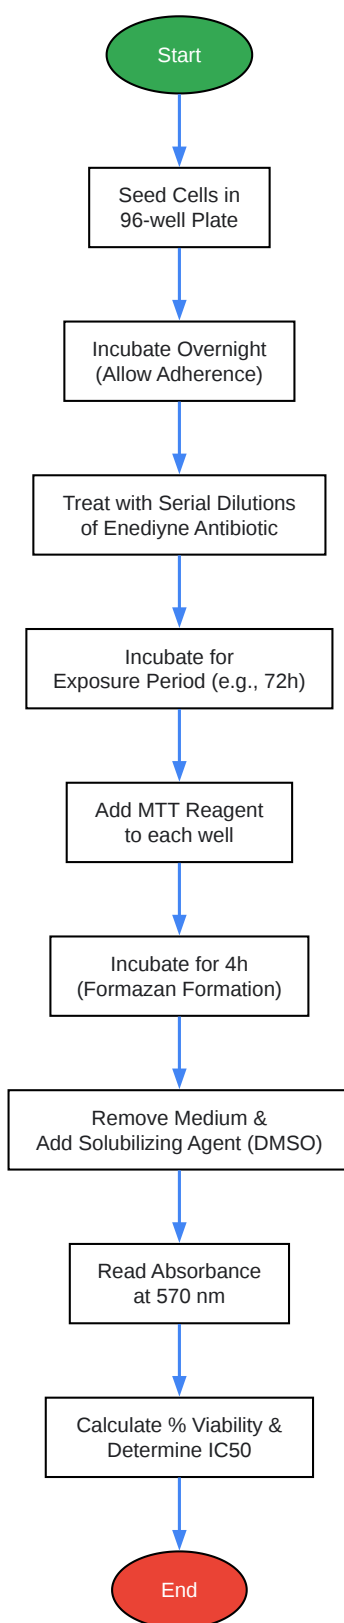 Start
Seed Cells in
96-well Plate
Incubate Overnight
(Allow Adherence)
Treat with Serial Dilutions
of Enediyne Antibiotic
Incubate for
Exposure Period (e.g., 72h)
Add MTT Reagent
to each well
Incubate for 4h
(Formazan Formation)
Remove Medium &
Add Solubilizing Agent (DMSO)
Read Absorbance
at 570 nm
Calculate % Viability &
Determine IC50
End